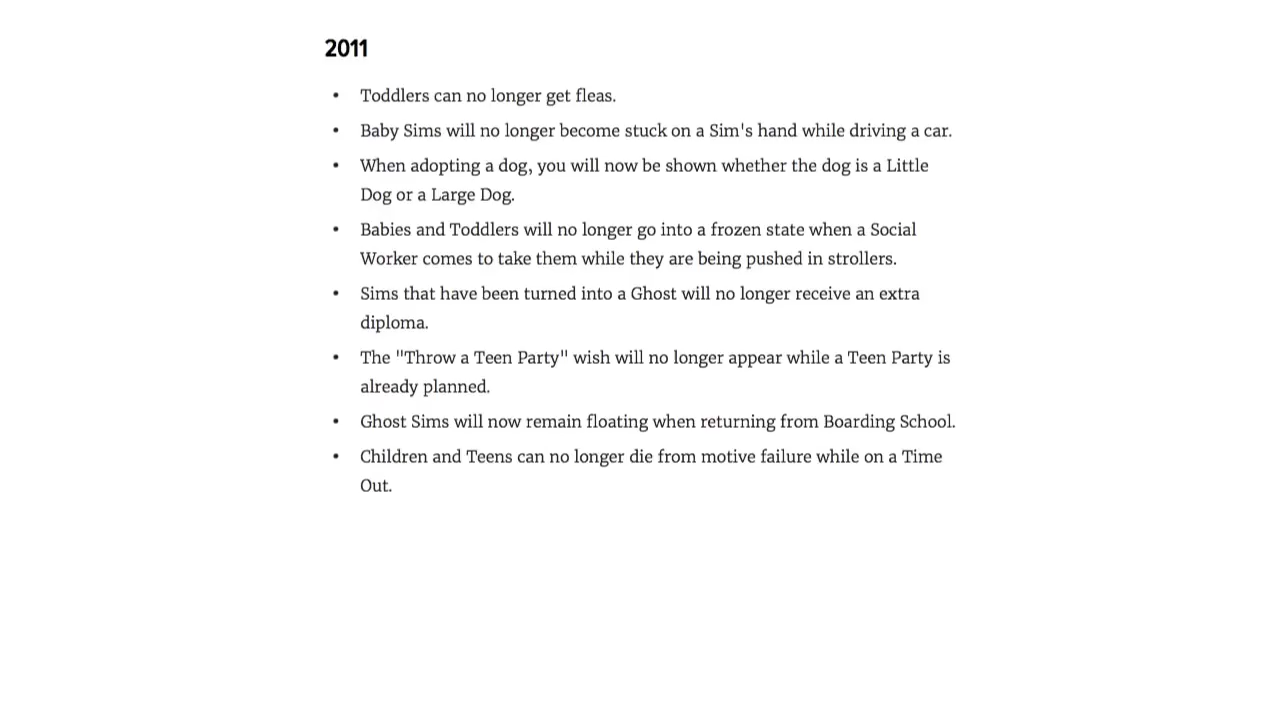 2011
• Toddlers can no longer get fleas.
• Baby Sims will no longer become stuck on a Sim's hand while driving a car.
• When adopting a dog, you will now be shown whether the dog is a Little
Dog or a Large Dog.
• Babies and Toddlers will no longer go into a frozen state when a Social
Worker comes to take them while they are being pushed in strollers.
• Sims that have been turned into a Ghost will no longer receive an extra
diploma.
• The "Throw a Teen Party" wish will no longer appear while a Teen Party is
already planned.
• Ghost Sims will now remain floating when returning from Boarding School.
• Children and Teens can no longer die from motive failure while on a Time
Out.